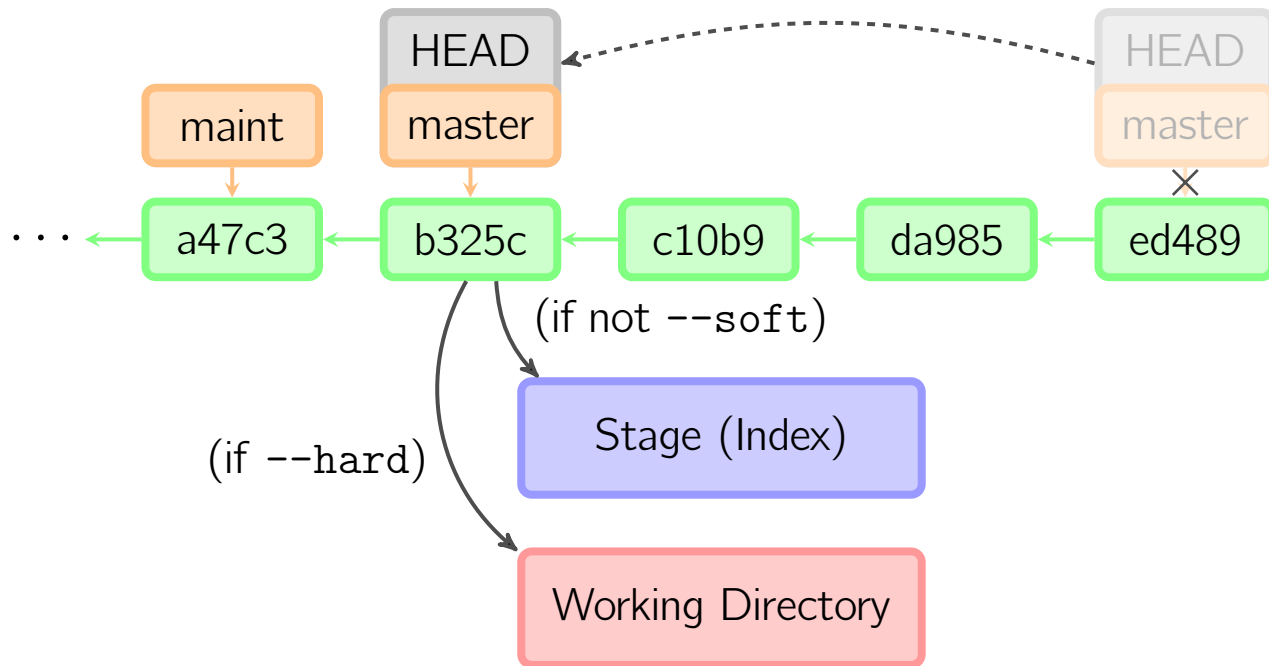 HEAD HEAD
maint master master
... a47c3 b325c c10b9 da985 ed489
(if not --soft)
Stage (Index)
(if --hard)
Working Directory